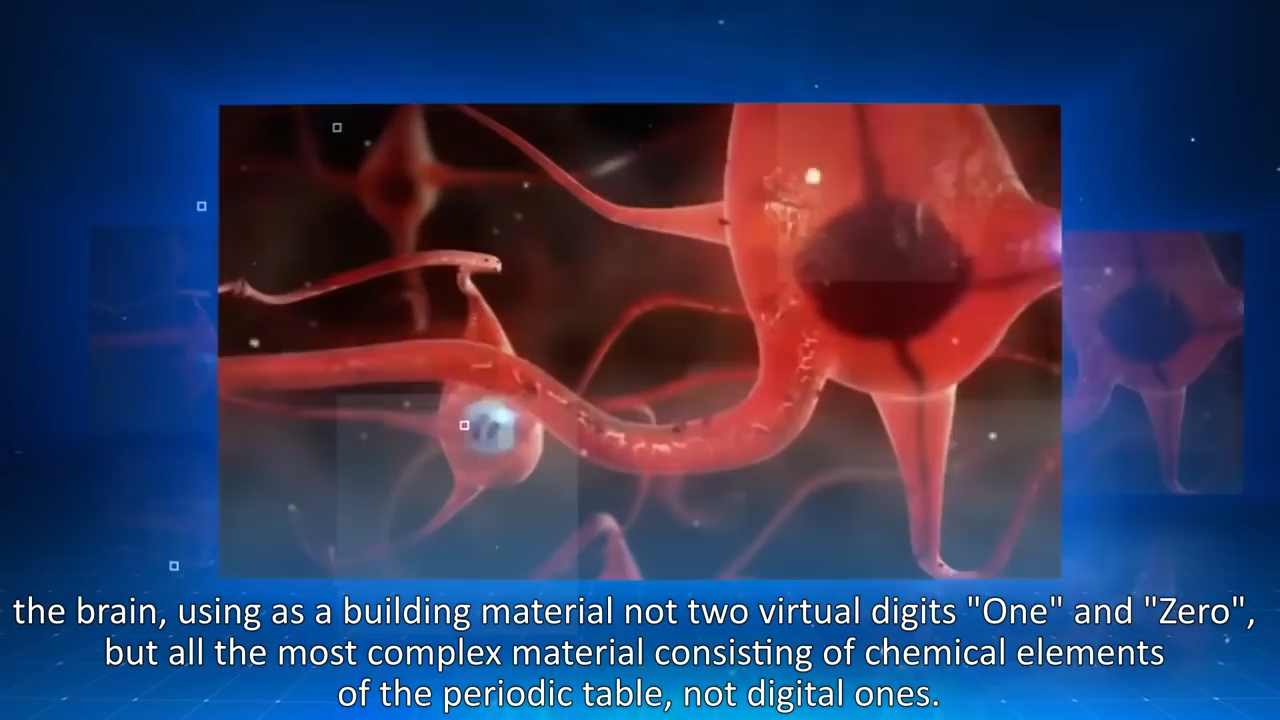 the brain, using as a building material not two virtual digits "One" and "Zero",
but all the most complex material consisting of chemical elements
of the periodic table, not digital ones.